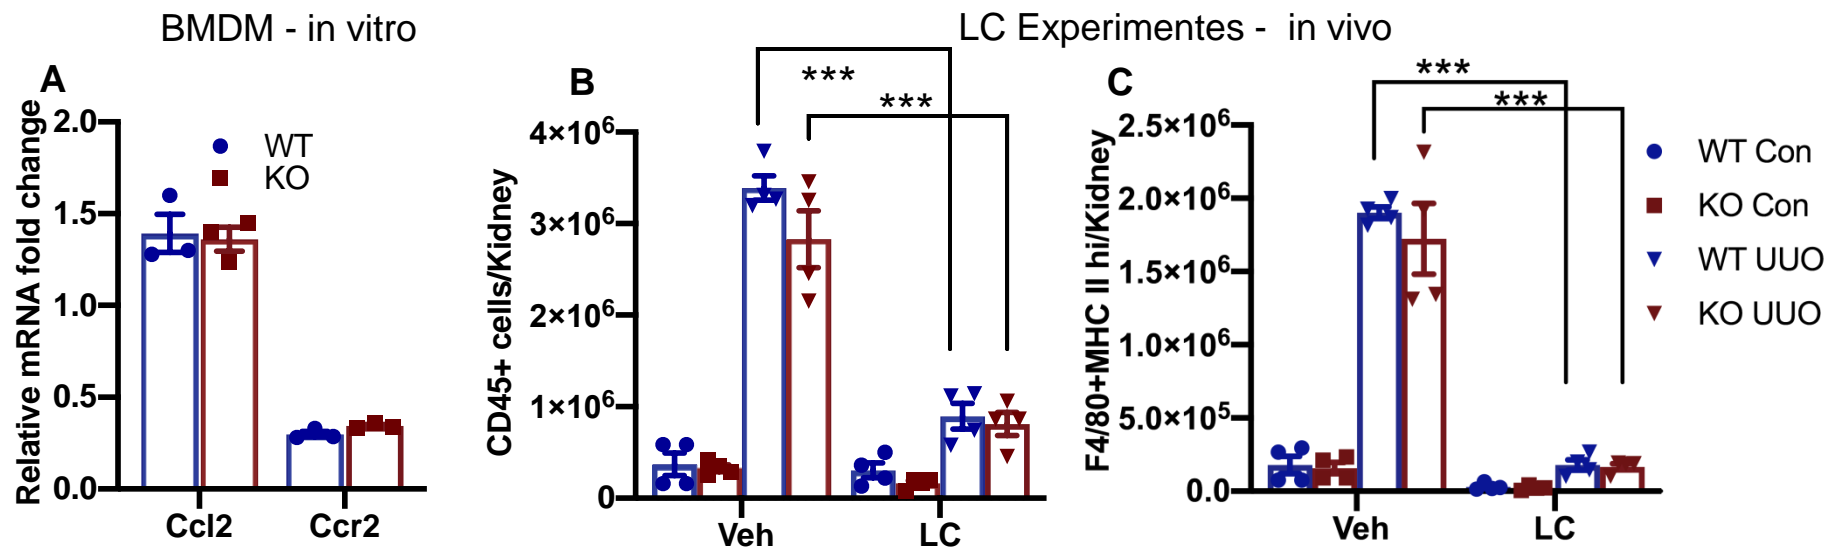 BMDM - in vitro
LC Experimentes - in vivo
A
Relative mRNA fold change
2.0
1.5
1.0
0.5
0.0
WT
KO
Ccl2
Ccr2
B
***
***
CD45+ cells/Kidney
4×10⁶
3×10⁶
2×10⁶
1×10⁶
0
Veh
LC
C
***
***
F4/80+MHC II hi/Kidney
2.5×10⁶
2.0×10⁶
1.5×10⁶
1.0×10⁶
5.0×10⁵
0.0
Veh
LC
WT Con
KO Con
WT UUO
KO UUO